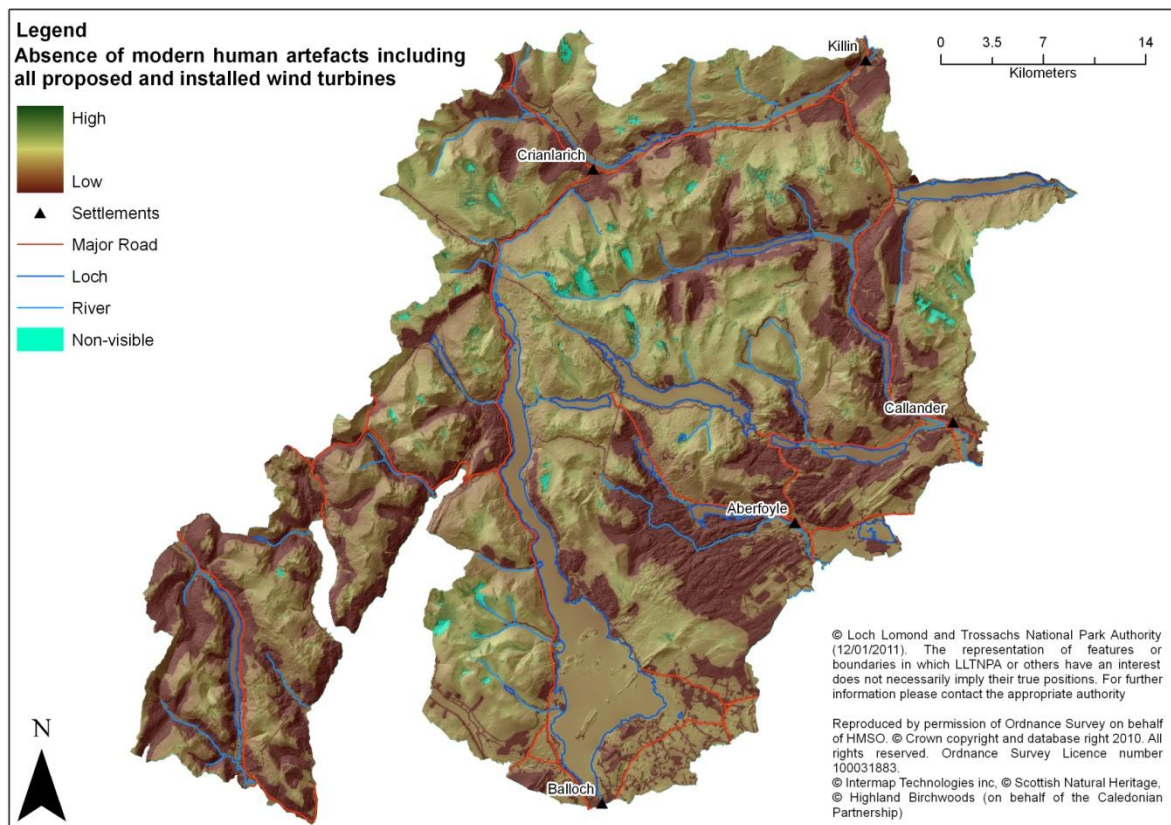 Legend
Absence of modern human artefacts including
all proposed and installed wind turbines
High
Low
Settlements
Major Road
Loch
River
Non-visible
Killin
0 3.5 7 14
Kilometers
Crianlarich
Callander
Aberfoyle
Balloch
N
© Loch Lomond and Trossachs National Park Authority
(12/01/2011). The representation of features or
boundaries in which LLTNPA or others have an interest
does not necessarily imply their true positions. For further
information please contact the appropriate authority
Reproduced by permission of Ordnance Survey on behalf
of HMSO. © Crown copyright and database right 2010. All
rights reserved. Ordnance Survey Licence number
100031883.
© Intermap Technologies inc, © Scottish Natural Heritage,
© Highland Birchwoods (on behalf of the Caledonian
Partnership)